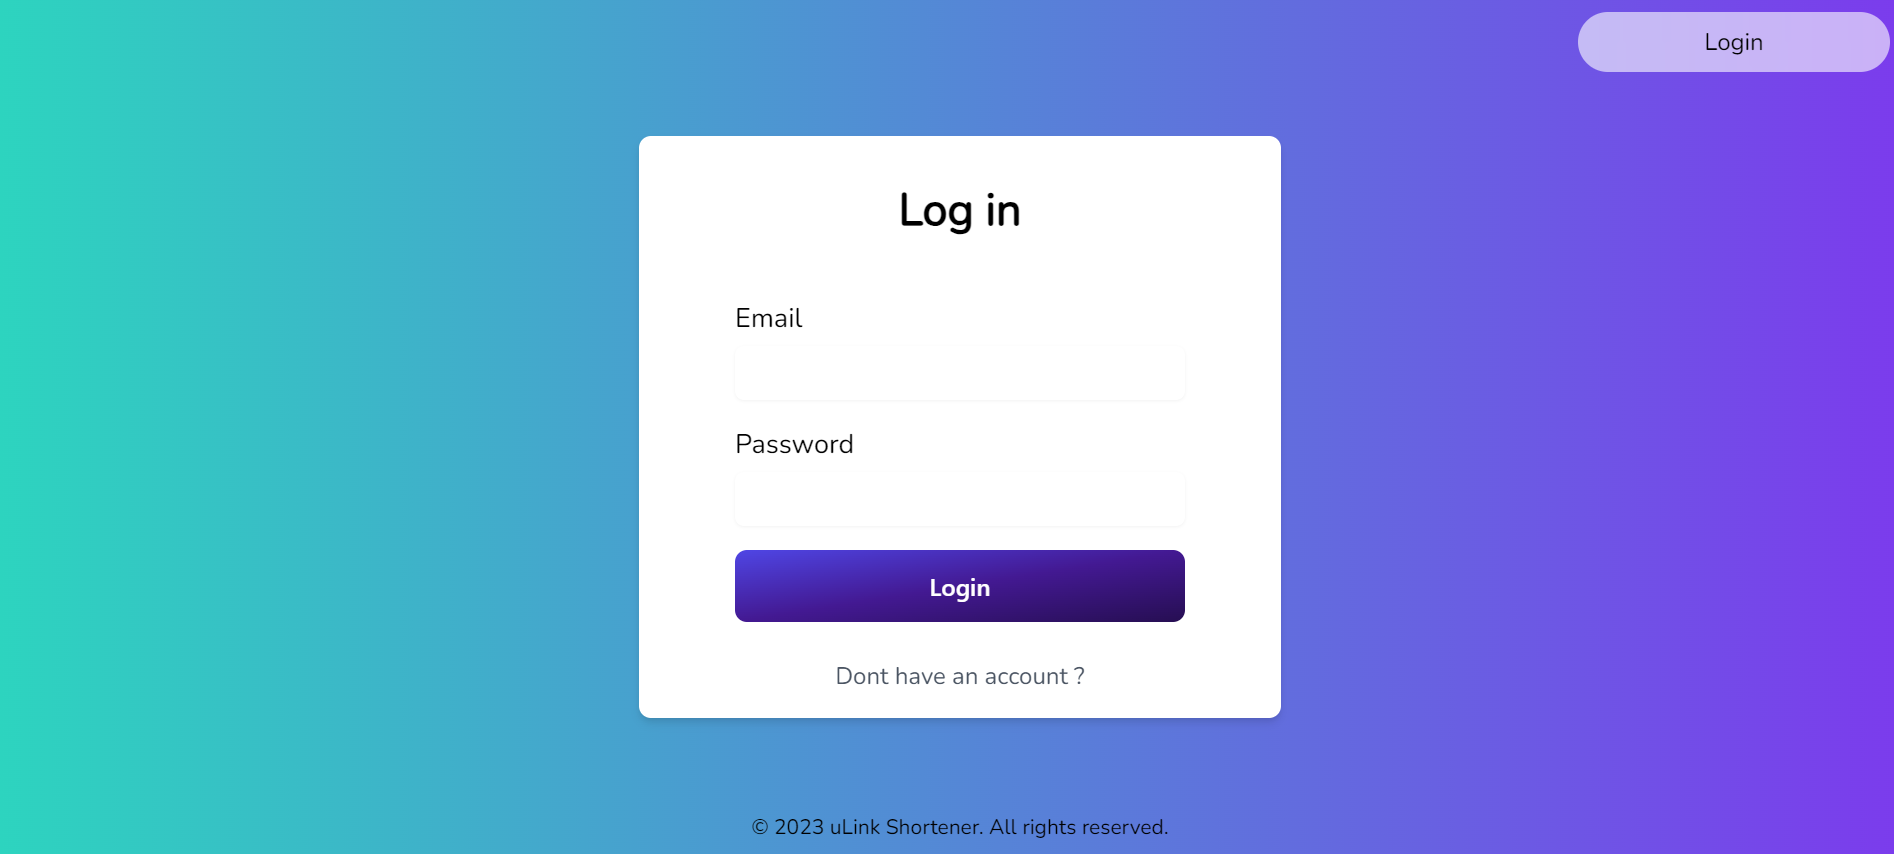 Login
Log in
Email
Password
Login
Dont have an account ?
© 2023 uLink Shortener. All rights reserved.